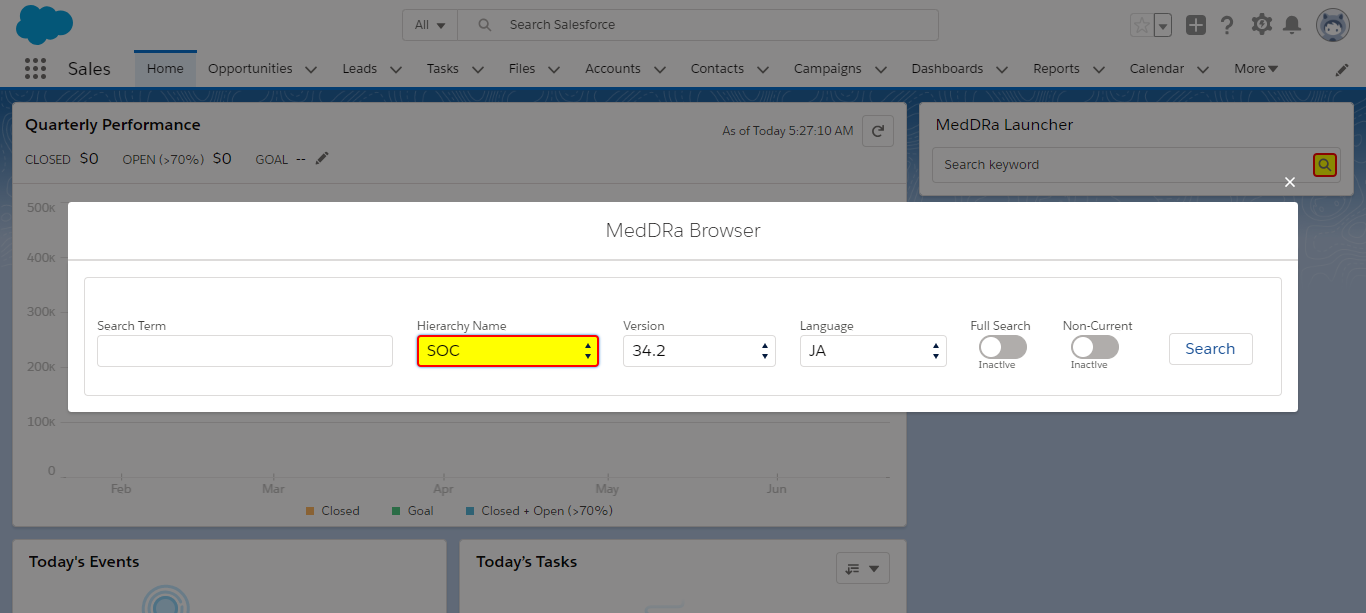 All
Search Salesforce
Sales
Home
Opportunities
Leads
Tasks
Files
Accounts
Contacts
Campaigns
Dashboards
Reports
Calendar
More
Quarterly Performance
As of Today 5:27:10 AM
CLOSED $0 OPEN (>70%) $0 GOAL --
MedDRa Launcher
Search keyword
500K
400K
300K
200K
100K
0
Feb
Mar
Apr
May
Jun
Closed
Goal
Closed + Open (>70%)
MedDRa Browser
Search Term
Hierarchy Name
SOC
Version
34.2
Language
JA
Full Search
Inactive
Non-Current
Inactive
Search
Today's Events
Today's Tasks